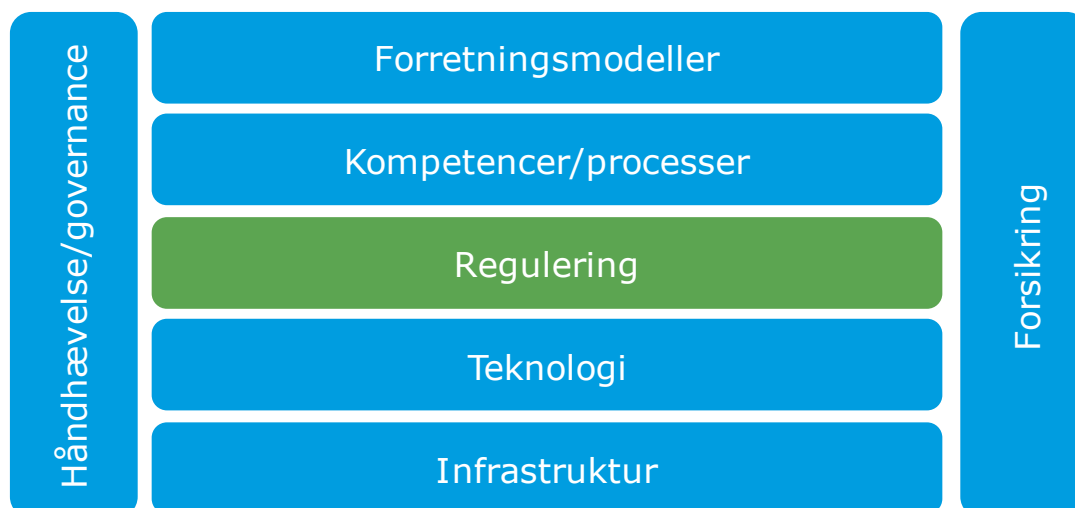 Håndhævelse/governance
Forretningsmodeller
Kompetencer/processer
Regulering
Teknologi
Infrastruktur
Forsikring